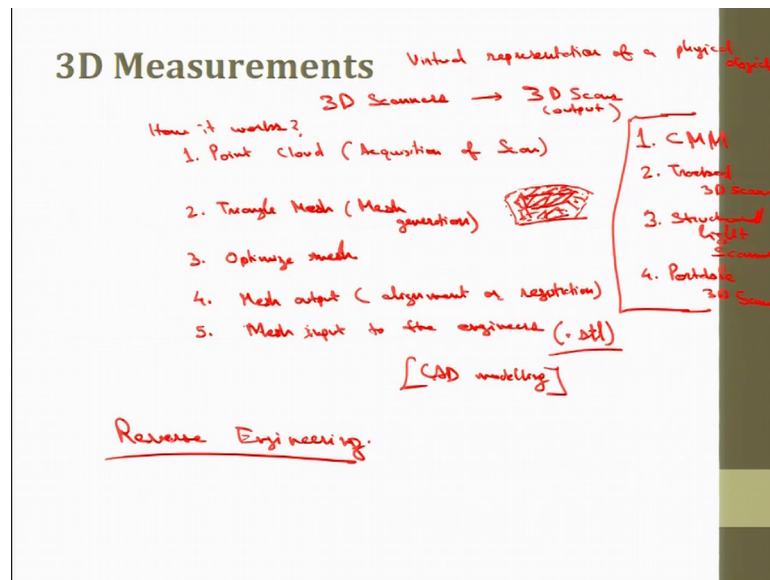 3D Measurements
Virtual representation of a physical object
3D Scanners → 3D Scans
(output)
How it works?
1. Point Cloud (Acquisition of Scan)
2. Triangle Mesh (Mesh generation)
3. Optimize mesh
4. Mesh output (alignment or registration)
5. Mesh input to the engineers (.stl)
[CAD modelling]
Reverse Engineering.
1. CMM
2. Tracked
3D Scan
3. Structured
light
Scann
4. Portable
3D Scan